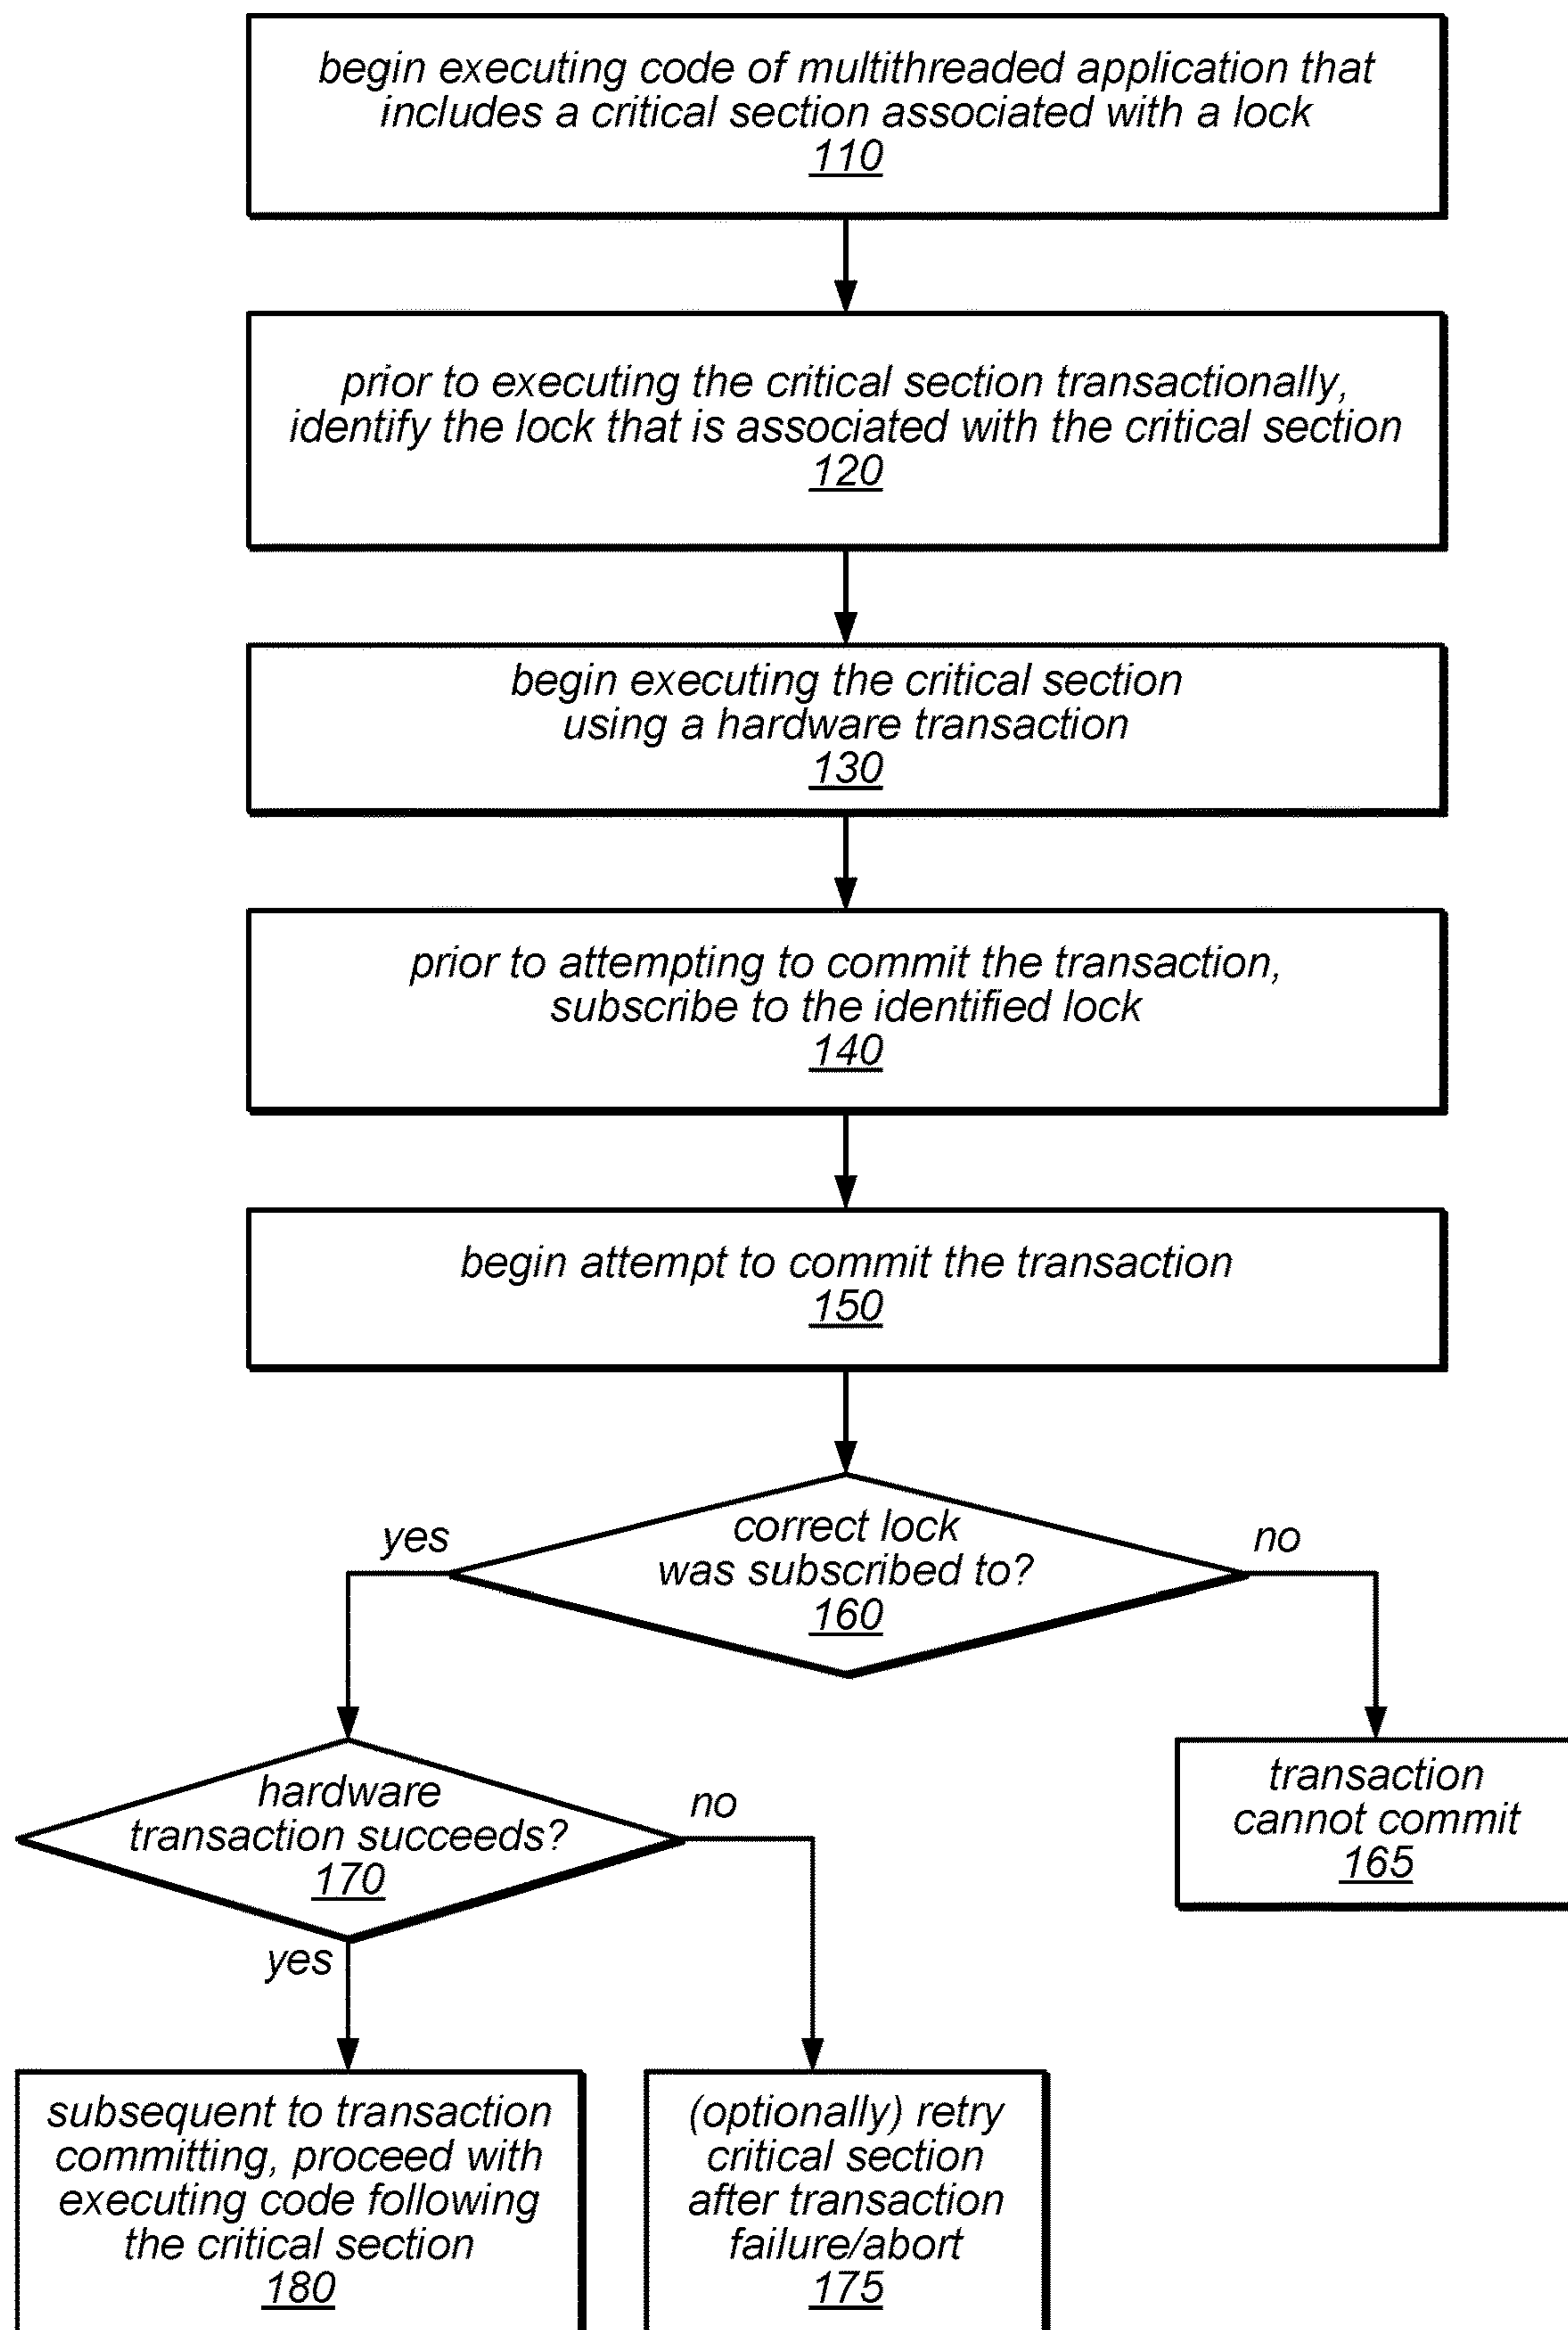 begin executing code of multithreaded application that
includes a critical section associated with a lock
110
prior to executing the critical section transactionally,
identify the lock that is associated with the critical section
120
begin executing the critical section
using a hardware transaction
130
prior to attempting to commit the transaction,
subscribe to the identified lock
140
begin attempt to commit the transaction
150
yes
correct lock
was subscribed to?
160
no
hardware
transaction succeeds?
170
no
yes
transaction
cannot commit
165
subsequent to transaction
committing, proceed with
executing code following
the critical section
180
(optionally) retry
critical section
after transaction
failure/abort
175